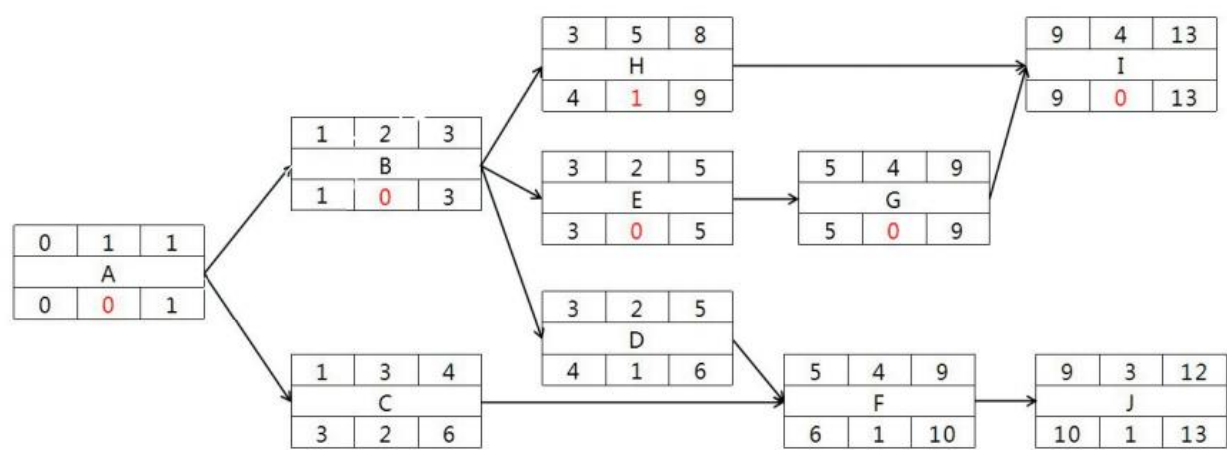 3 5 8
H
4 1 9
9 4 13
I
9 0 13
1 2 3
B
1 0 3
3 2 5
E
3 0 5
5 4 9
G
5 0 9
0 1 1
A
0 0 1
3 2 5
D
4 1 6
1 3 4
C
3 2 6
5 4 9
F
6 1 10
9 3 12
J
10 1 13